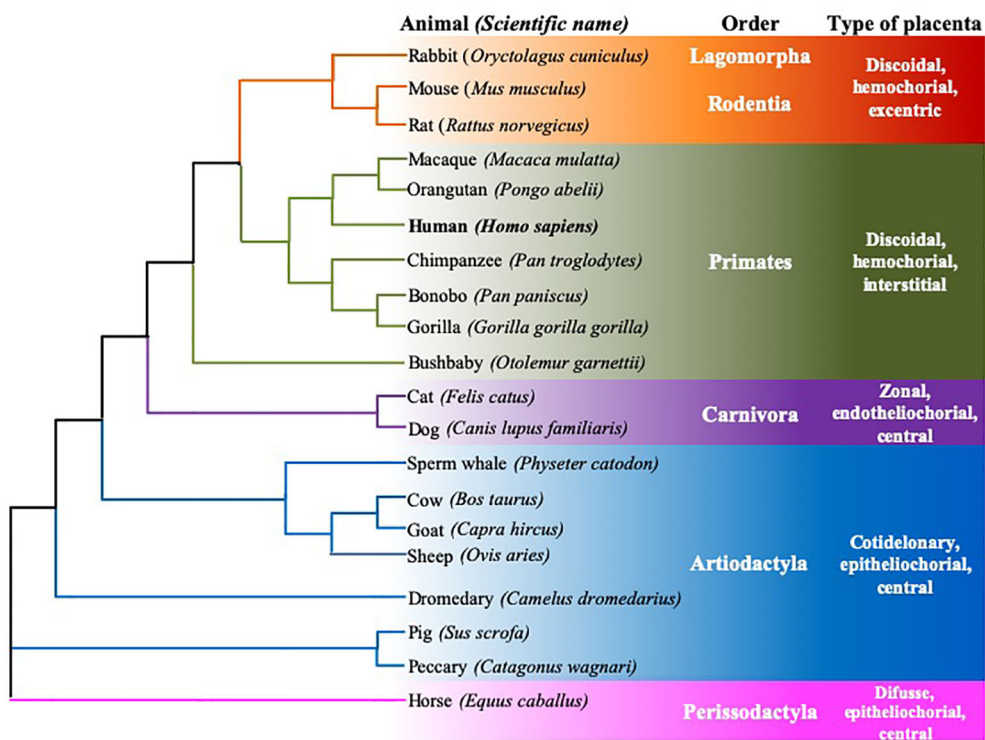 Animal (Scientific name) Order Type of placenta
Rabbit (Oryctolagus cuniculus)
Mouse (Mus musculus)
Rat (Rattus norvegicus)
Lagomorpha
Rodentia
Discoidal,
hemochorial,
excentric
Macaque (Macaca mulatta)
Orangutan (Pongo abelii)
Human (Homo sapiens)
Chimpanzee (Pan troglodytes)
Bonobo (Pan paniscus)
Gorilla (Gorilla gorilla gorilla)
Bushbaby (Otolemur garnettii)
Primates
Discoidal,
hemochorial,
interstitial
Cat (Felis catus)
Dog (Canis lupus familiaris)
Carnivora
Zonal,
endotheliochorial,
central
Sperm whale (Physeter catodon)
Cow (Bos taurus)
Goat (Capra hircus)
Sheep (Ovis aries)
Dromedary (Camelus dromedarius)
Pig (Sus scrofa)
Peccary (Catagonus wagnari)
Artiodactyla
Cotidelonary,
epitheliochorial,
central
Horse (Equus caballus)
Perissodactyla
Difusse,
epitheliochorial,
central